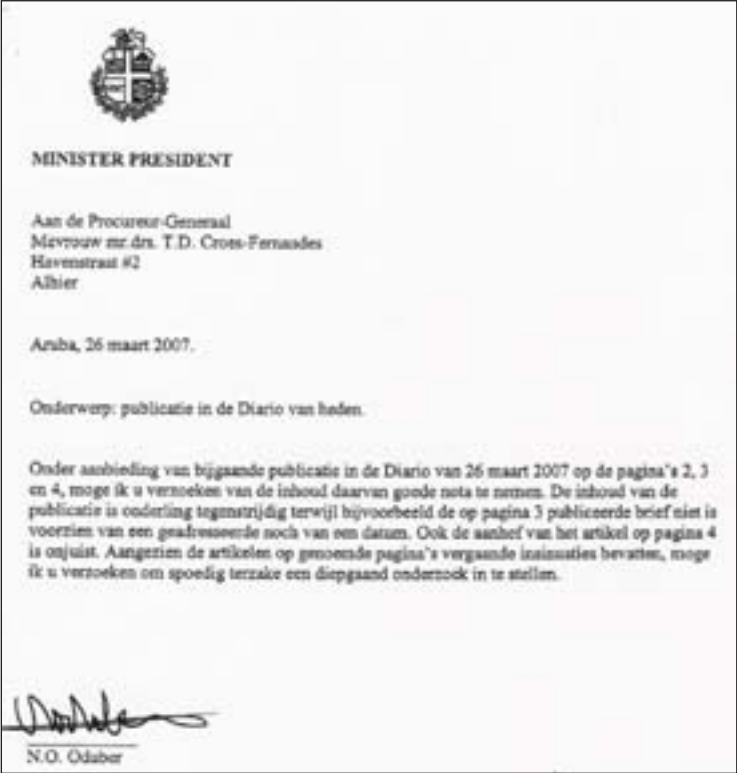 MINISTER PRESIDENT
Aan de Procureur-Generaal
Mevrouw mr.drs. T.D. Croes-Fernandes
Havenstraat #2
Alhier
Aruba, 26 maart 2007.
Onderwerp: publicatie in de Diario van heden.
Onder aanbieding van bijgaande publicatie in de Diario van 26 maart 2007 op de pagina's 2, 3
en 4, moge ik u verzoeken van de inhoud daarvan goede nota te nemen. De inhoud van de
publicatie is onderling tegenstrijdig terwijl bijvoorbeeld de op pagina 3 publiceerde brief niet is
voorzien van een geadresseerde noch van een datum. Ook de aanhef van het artikel op pagina 4
is onjuist. Aangezien de artikelen op genoemde pagina's vergaande insinuaties bevatten, moge
ik u verzoeken om spoedig terzake een diepgaand onderzoek in te stellen.
N.O. Oduber